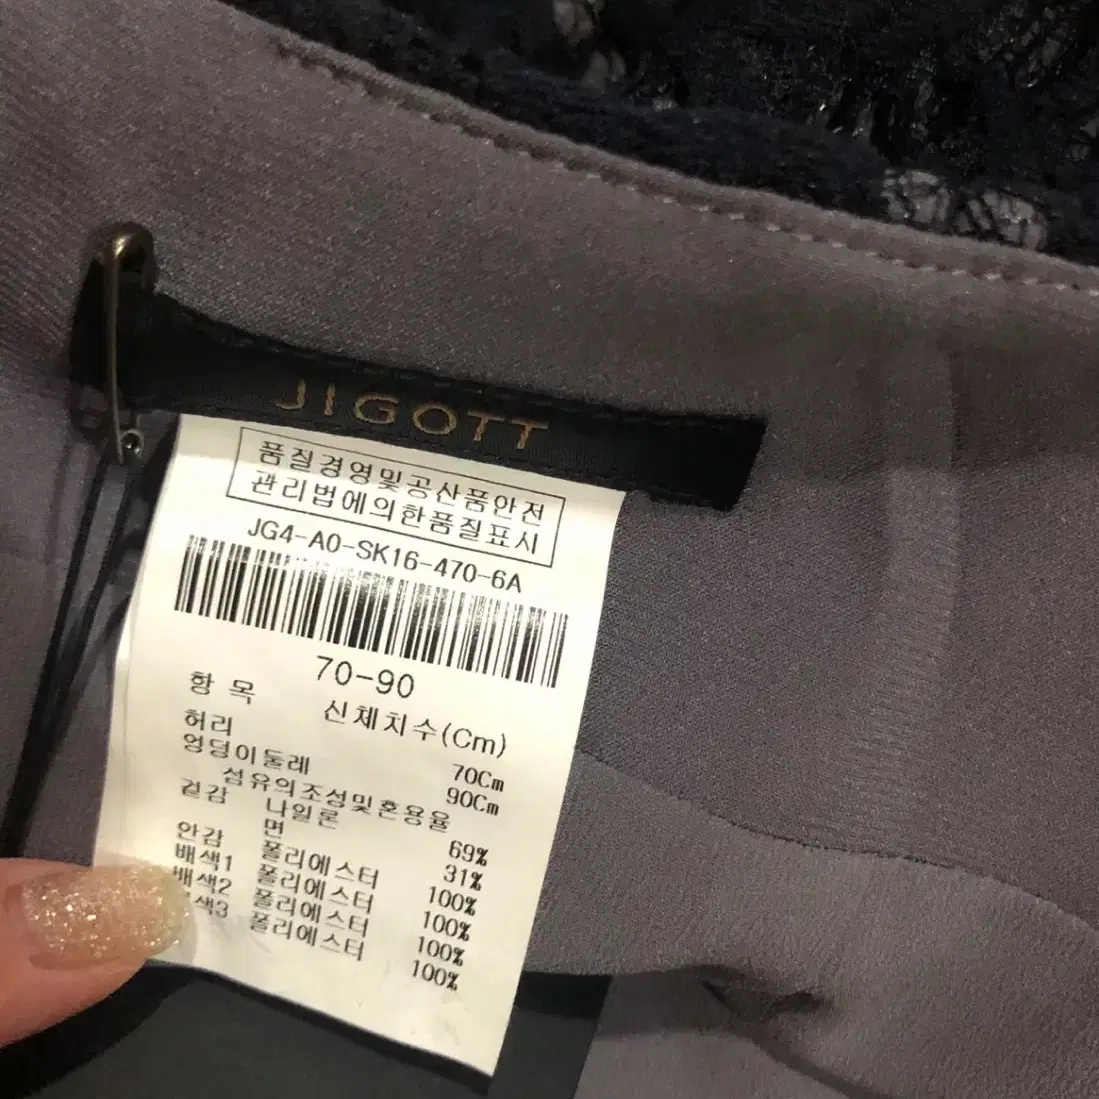 JIGOTT
품질경영및공산품안전
관리법에의한품질표시
JG4-A0-SK16-470-6A
70-90
항 목 신체치수(Cm)
허리 70Cm
엉덩이둘레 90Cm
섬유의조성및혼용율
겉감 나일론 69%
면 31%
안감 폴리에스터 100%
배색1 폴리에스터 100%
배색2 폴리에스터 100%
색3 폴리에스터 100%